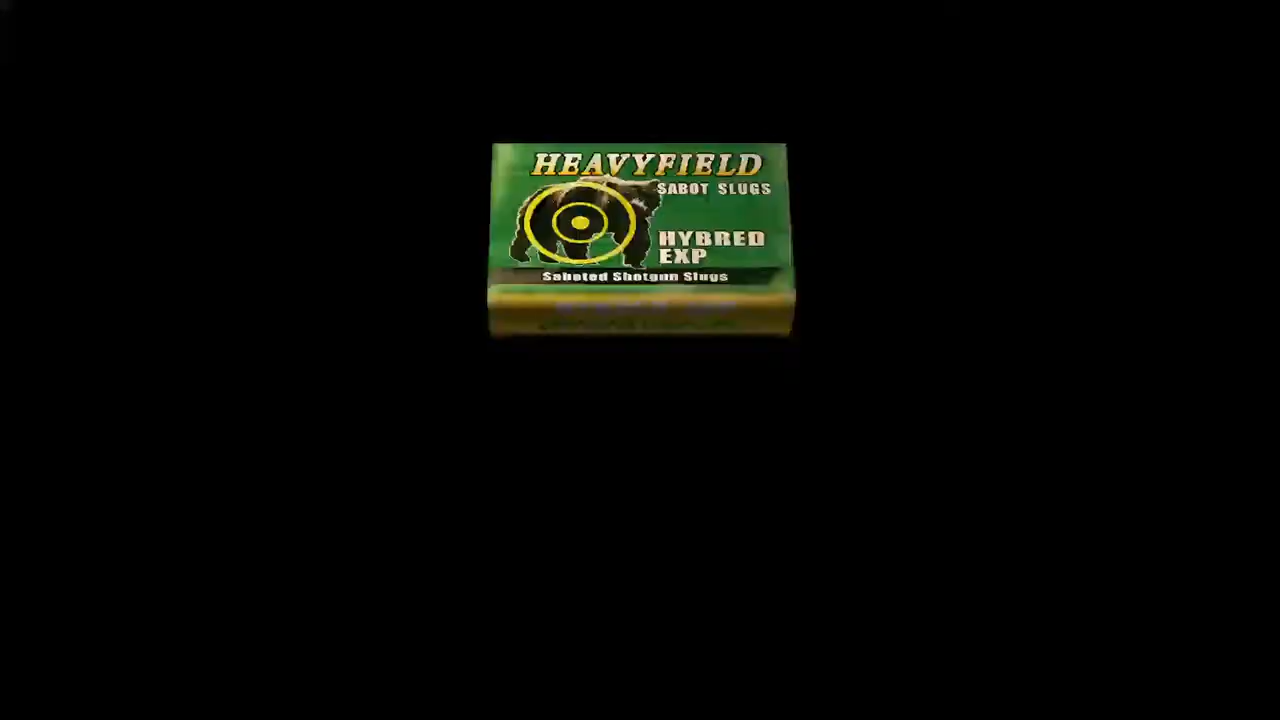 HEAVYFIELD
SABOT SLUGS
HYBRED
EXP
Saboted Shotgun Slugs